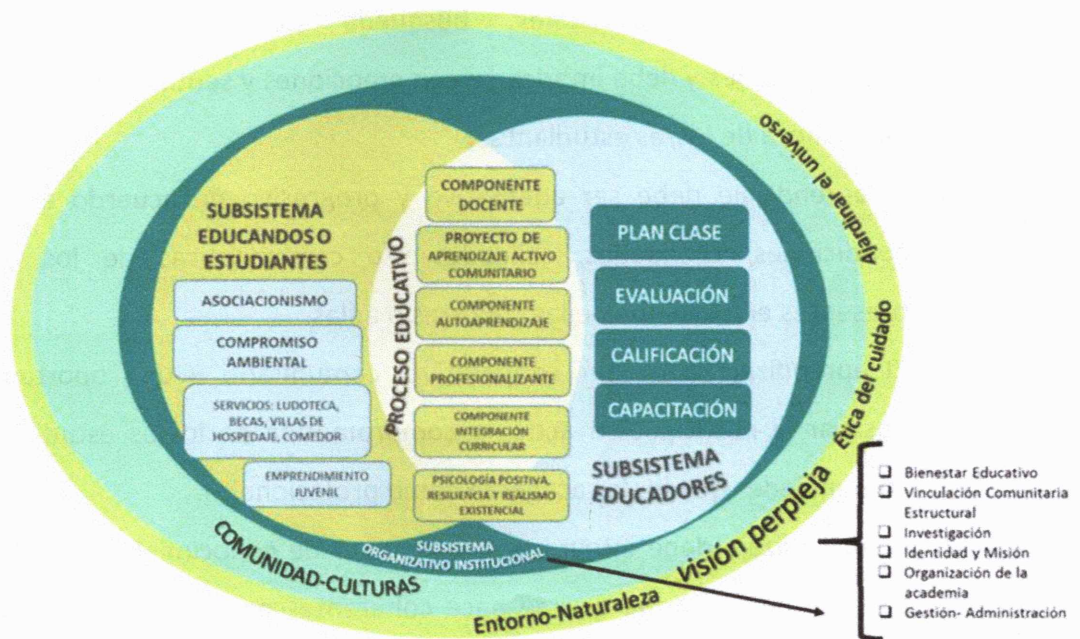 SUBSISTEMA
EDUCANDOS O
ESTUDIANTES
ASOCIACIONISMO
COMPROMISO
AMBIENTAL
SERVICIOS: LUDOTECA,
BECAS, VILLAS DE
HOSPEDAJE, COMEDOR
EMPRENDIMIENTO
JUVENIL
PROCESO EDUCATIVO
COMPONENTE
DOCENTE
PROYECTO DE
APRENDIZAJE ACTIVO
COMUNITARIO
COMPONENTE
AUTOAPRENDIZAJE
COMPONENTE
PROFESIONALIZANTE
COMPONENTE
INTEGRACIÓN
CURRICULAR
PSICOLOGÍA POSITIVA,
RESILIENCIA Y REALISMO
EXISTENCIAL
PLAN CLASE
EVALUACIÓN
CALIFICACIÓN
CAPACITACIÓN
SUBSISTEMA
EDUCADORES
SUBSISTEMA
ORGANIZATIVO INSTITUCIONAL
COMUNIDAD-CULTURAS
Entorno-Naturaleza
visión perpleja
Ética del cuidado
Ajardinar el universo
Bienestar Educativo
Vinculación Comunitaria
Estructural
Investigación
Identidad y Misión
Organización de la
academia
Gestión- Administración